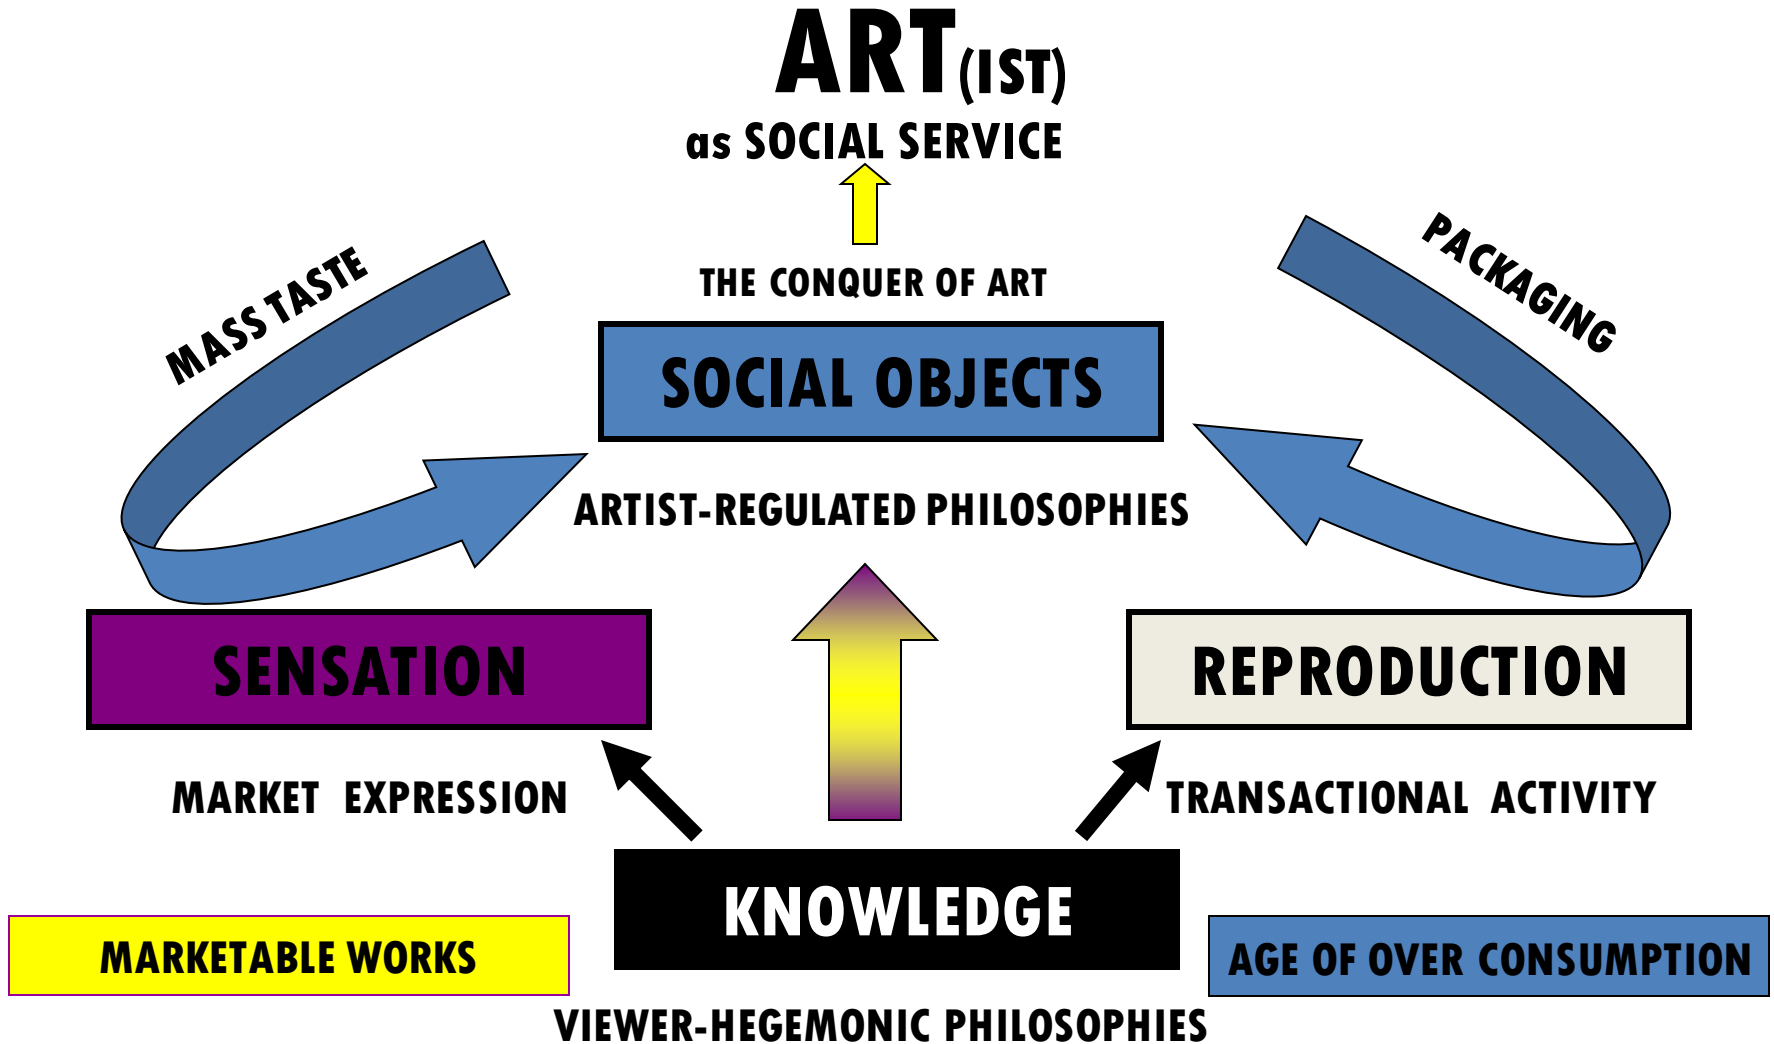 ART(IST)
as SOCIAL SERVICE
MASS TASTE
PACKAGING
THE CONQUER OF ART
SOCIAL OBJECTS
ARTIST-REGULATED PHILOSOPHIES
SENSATION
REPRODUCTION
MARKET EXPRESSION
TRANSACTIONAL ACTIVITY
KNOWLEDGE
MARKETABLE WORKS
AGE OF OVER CONSUMPTION
VIEWER-HEGEMONIC PHILOSOPHIES